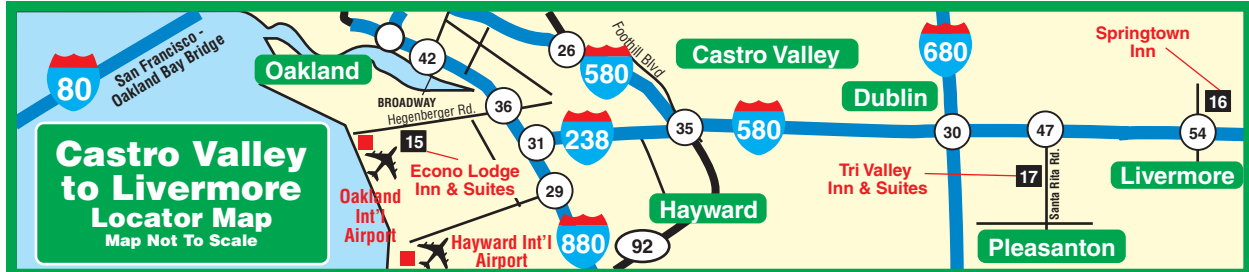 80
San Francisco -
Oakland Bay Bridge
Oakland
42
BROADWAY
Hegenberger Rd.
36
26
580
Foothill Blvd
Castro Valley
680
Dublin
Springtown
Inn
16
Castro Valley
to Livermore
Locator Map
Map Not To Scale
15
Econo Lodge
Inn & Suites
31
238
35
580
30
47
54
Oakland
Int'l
Airport
29
Hayward
Tri Valley
Inn & Suites
17
Santa Rita Rd.
Livermore
Hayward Int'l
Airport
880
92
Pleasanton